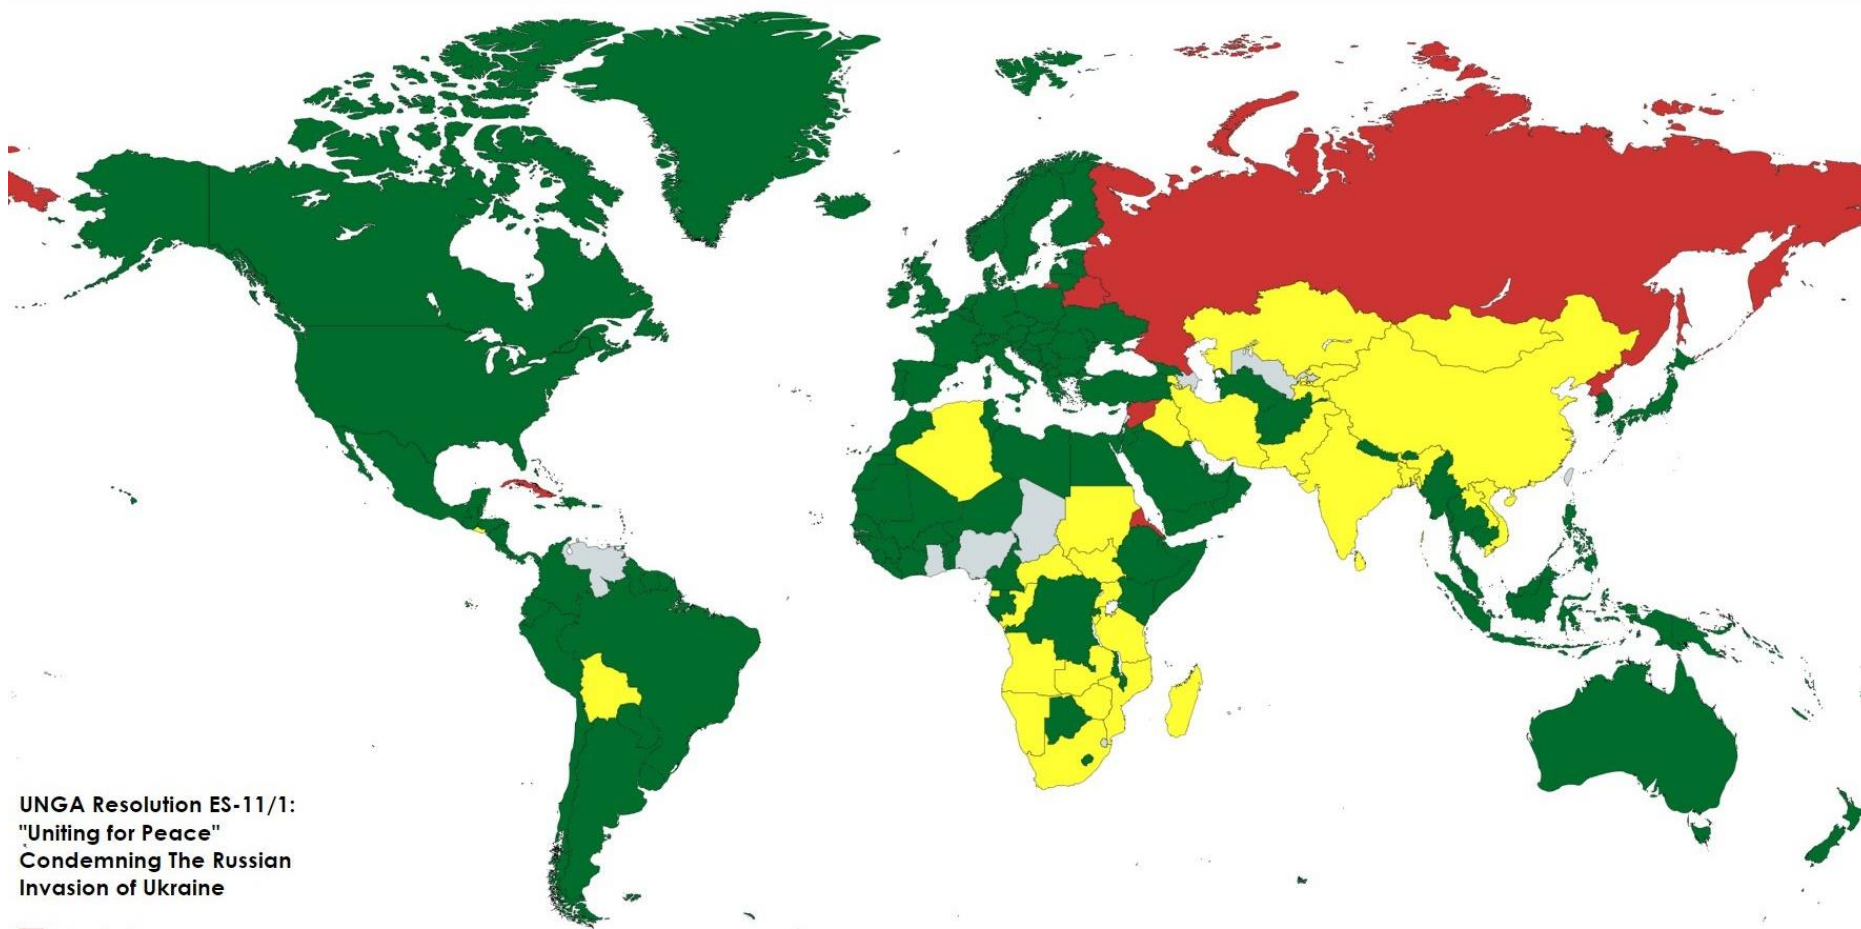 UNGA Resolution ES-11/1:
"Uniting for Peace"
Condemning The Russian
Invasion of Ukraine